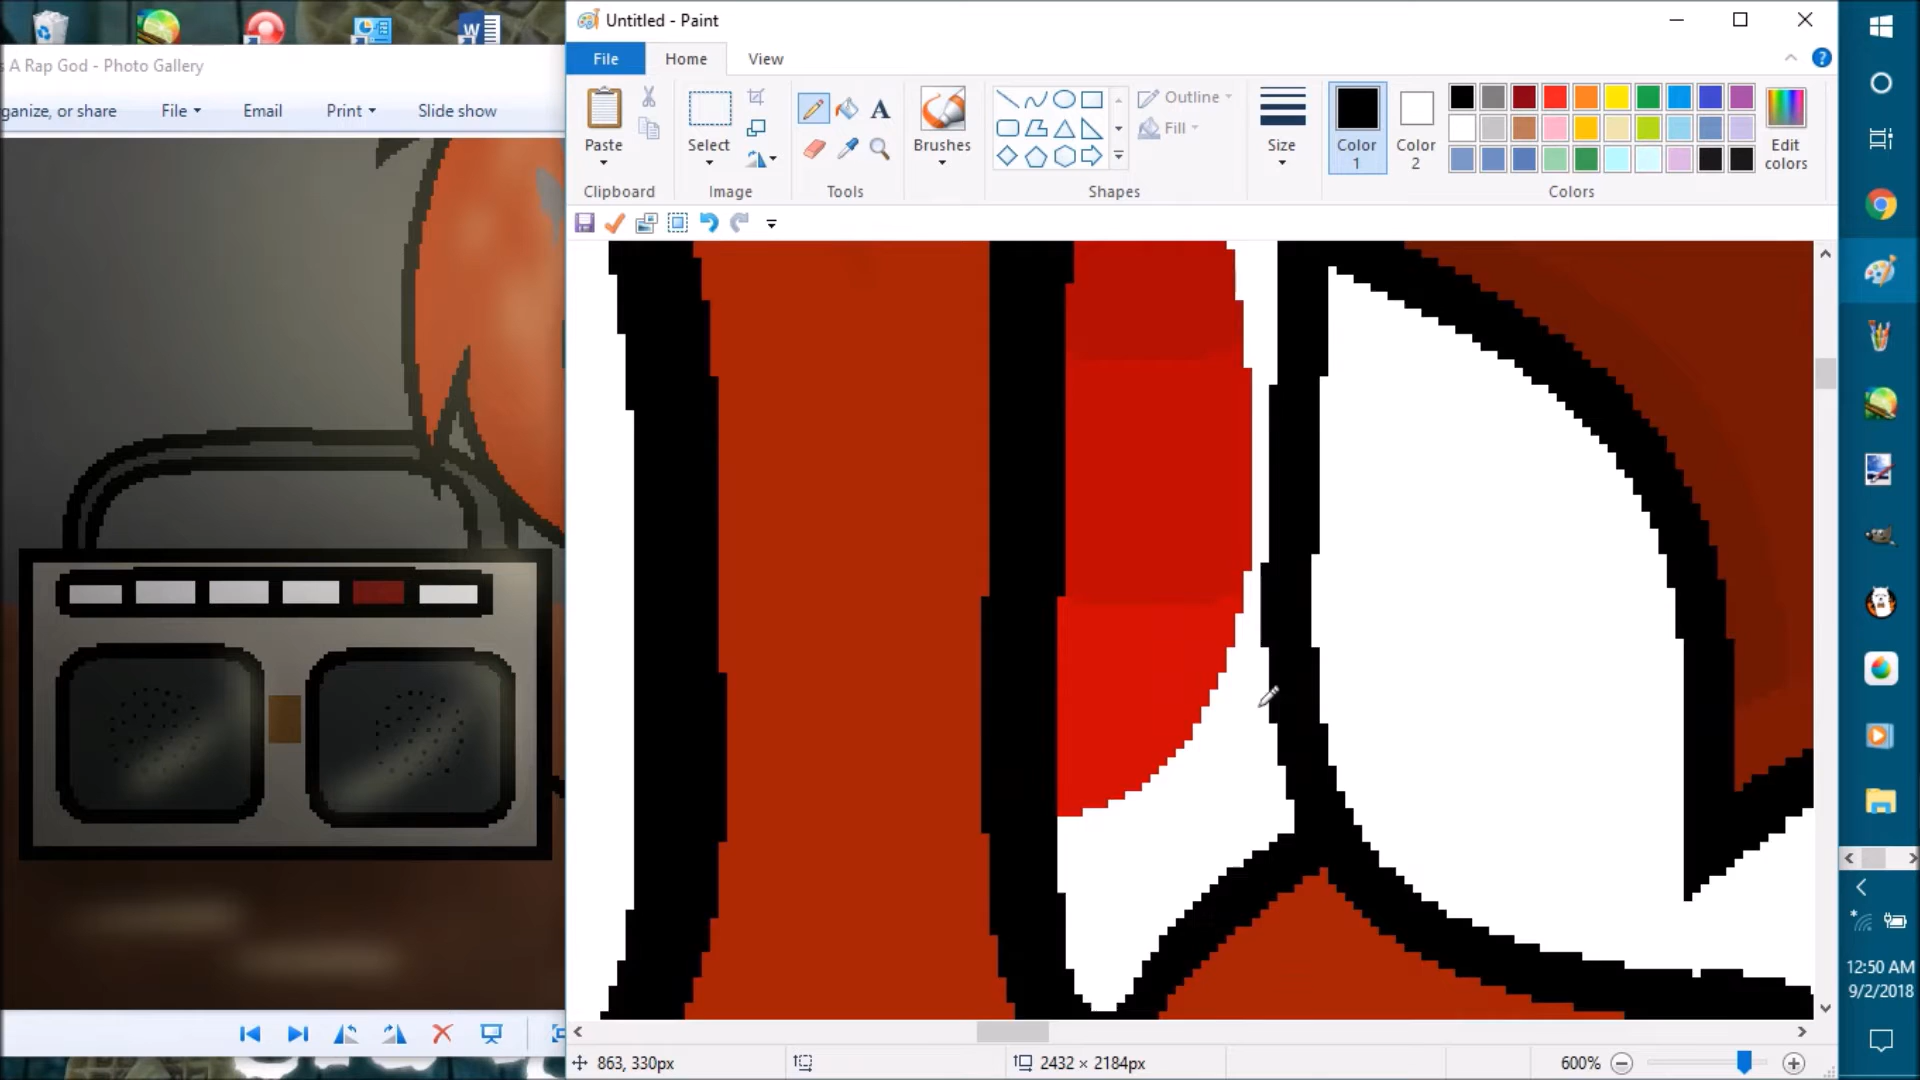 Untitled - Paint
s A Rap God - Photo Gallery
ganize, or share File Email Print Slide show
File Home View
Paste
Select
Brushes
Outline
Fill
Size
Color 1
Color 2
Edit colors
Clipboard
Image
Tools
Shapes
Colors
863, 330px
2432 × 2184px
600%
12:50 AM
9/2/2018